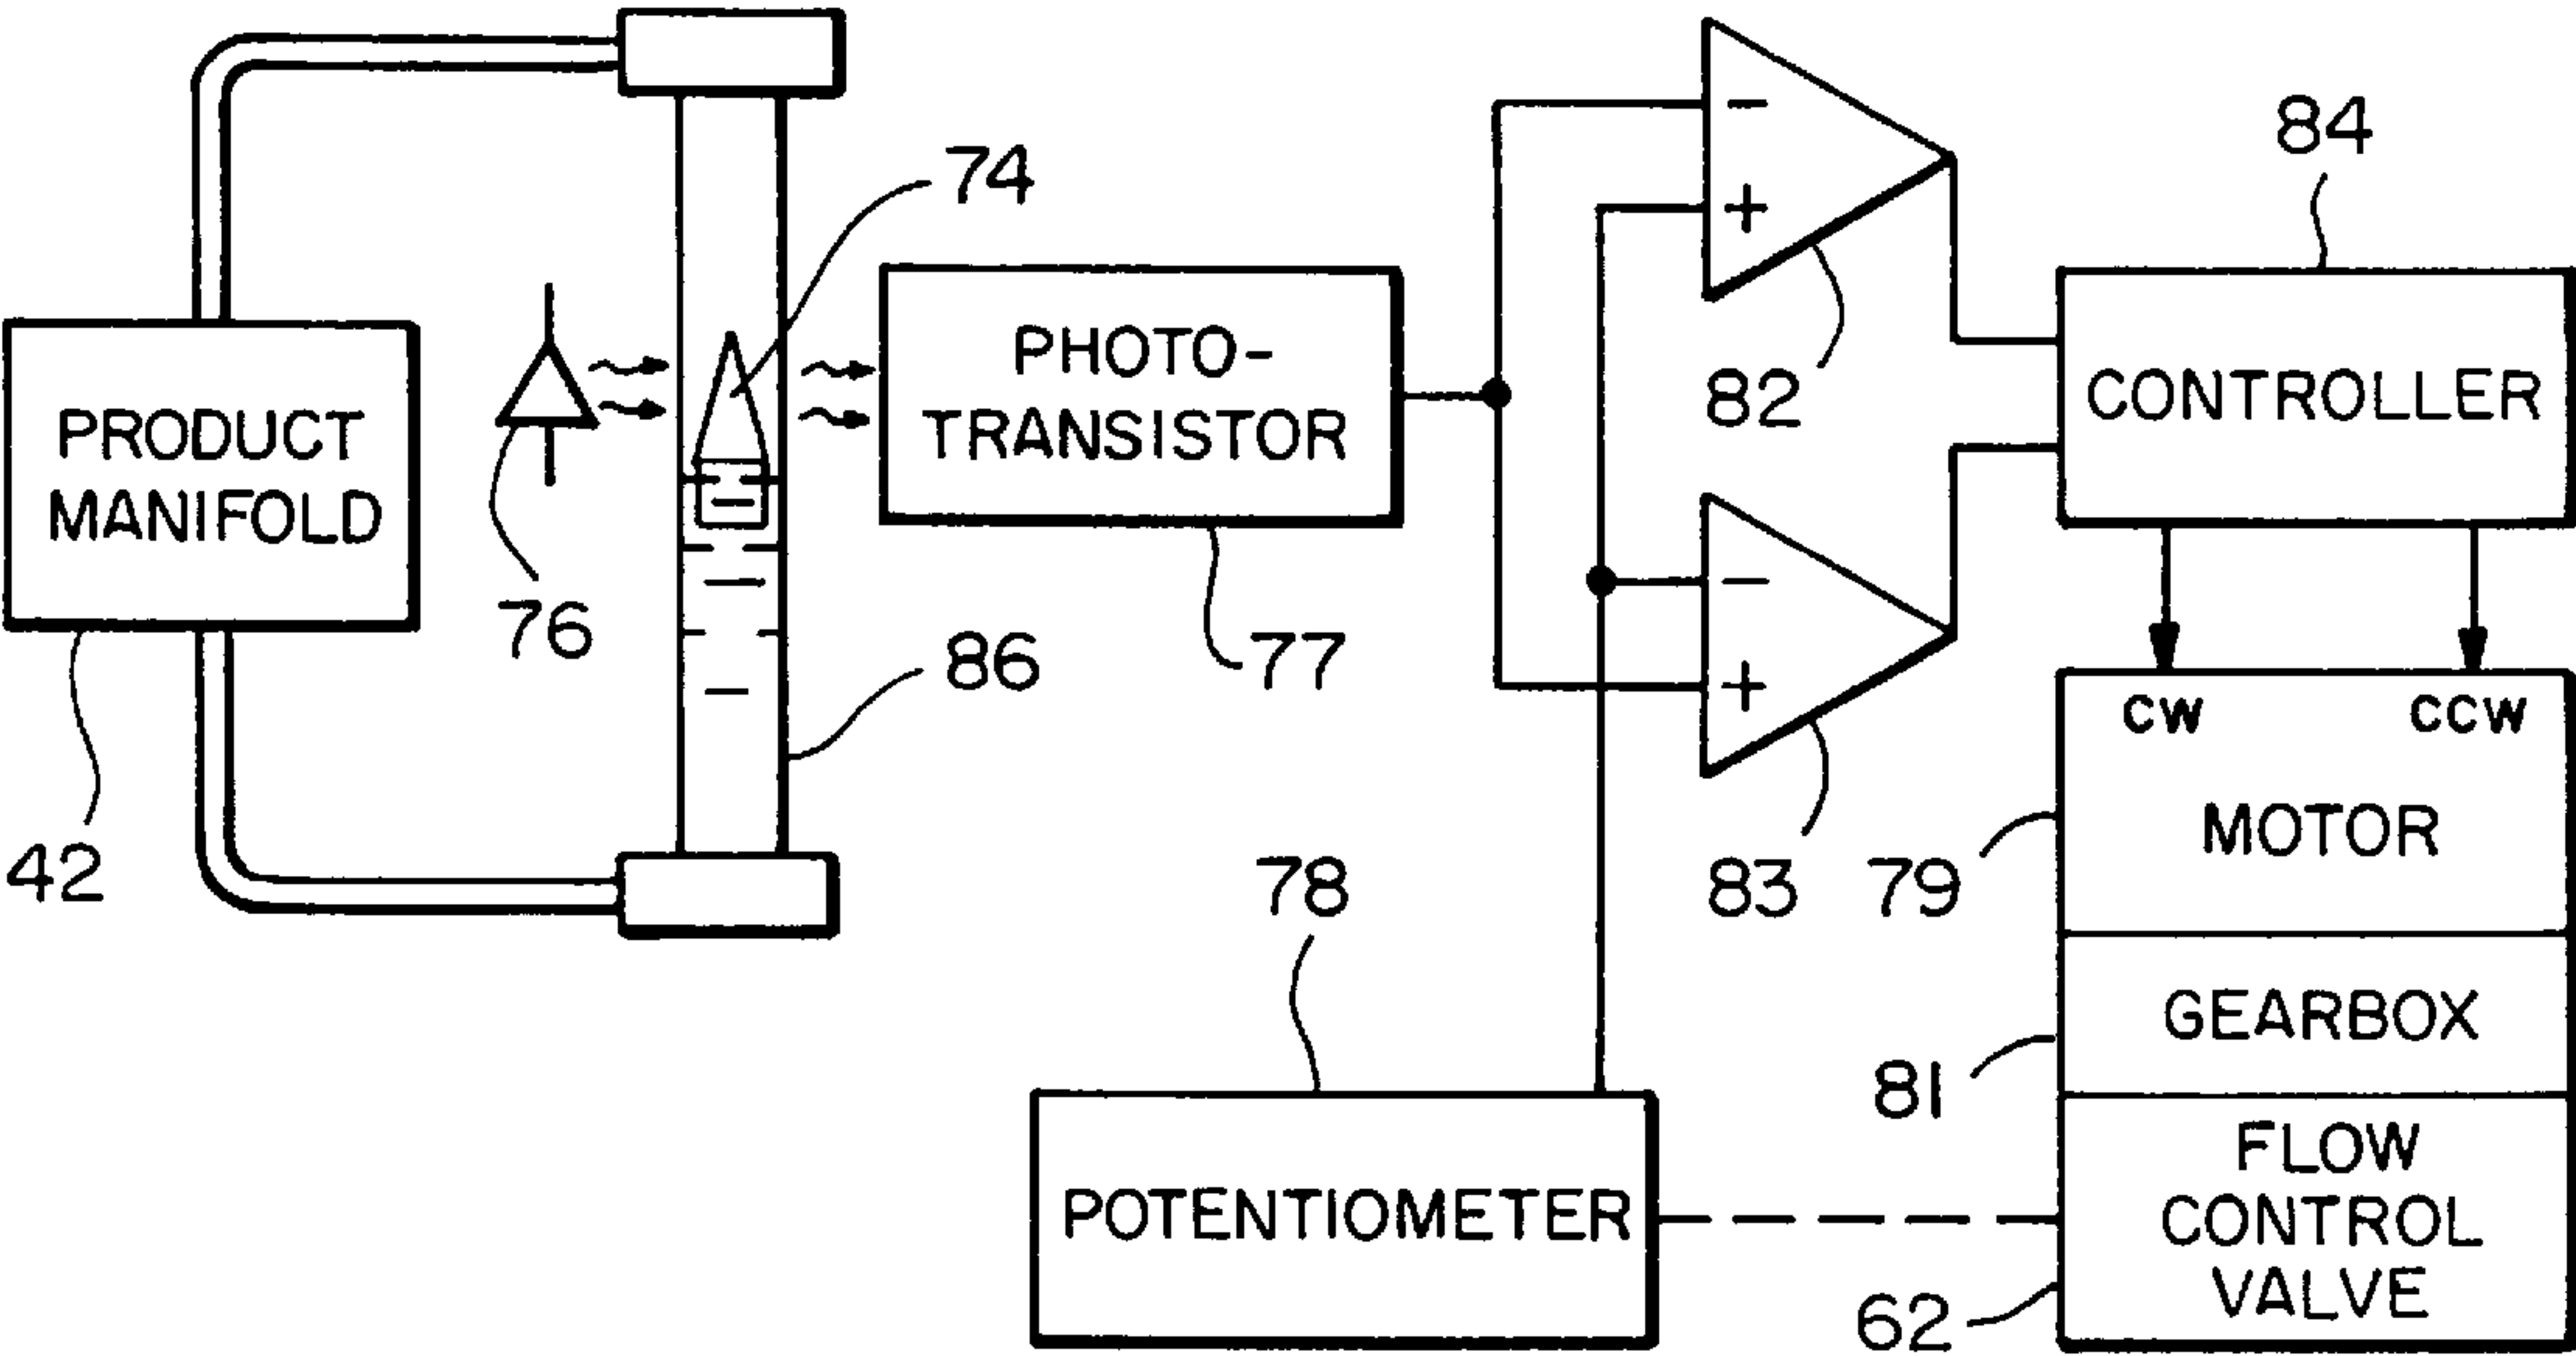 84
74
PHOTO-
TRANSISTOR
82
CONTROLLER
PRODUCT
MANIFOLD
76
86
77
CW
CCW
MOTOR
42
78
83
79
GEARBOX
81
POTENTIOMETER
FLOW
CONTROL
VALVE
62